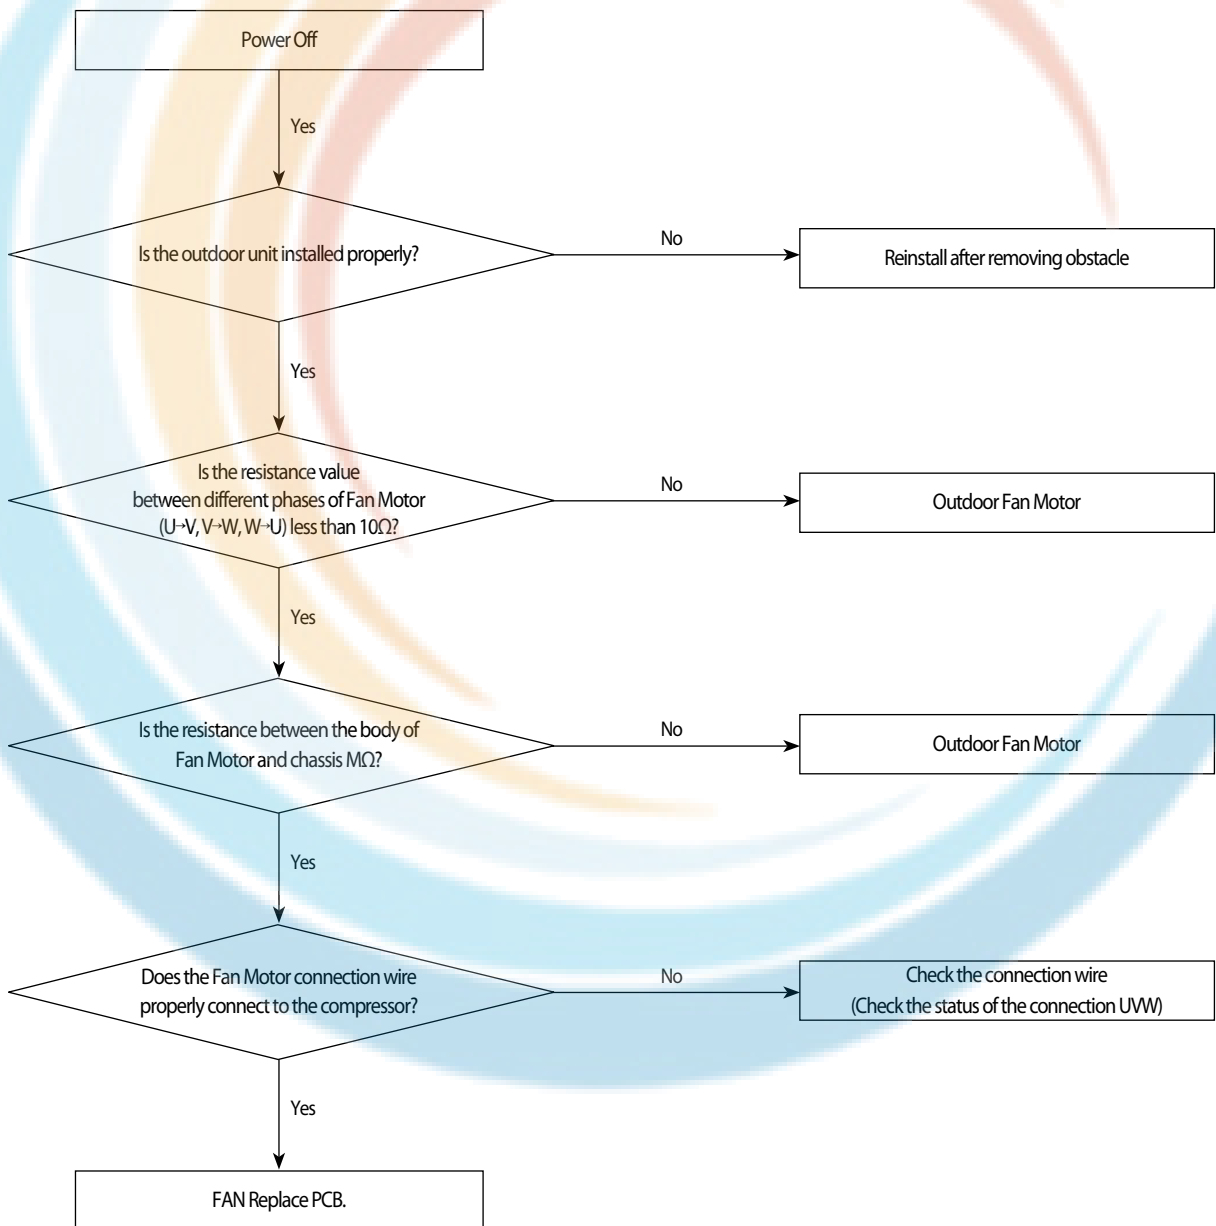 Power Off
Yes
Is the outdoor unit installed properly?
No
Reinstall after removing obstacle
Yes
Is the resistance value
between different phases of Fan Motor
(U→V, V→W, W→U) less than 10Ω?
No
Outdoor Fan Motor
Yes
Is the resistance between the body of
Fan Motor and chassis MΩ?
No
Outdoor Fan Motor
Yes
Does the Fan Motor connection wire
properly connect to the compressor?
No
Check the connection wire
(Check the status of the connection UVW)
Yes
FAN Replace PCB.